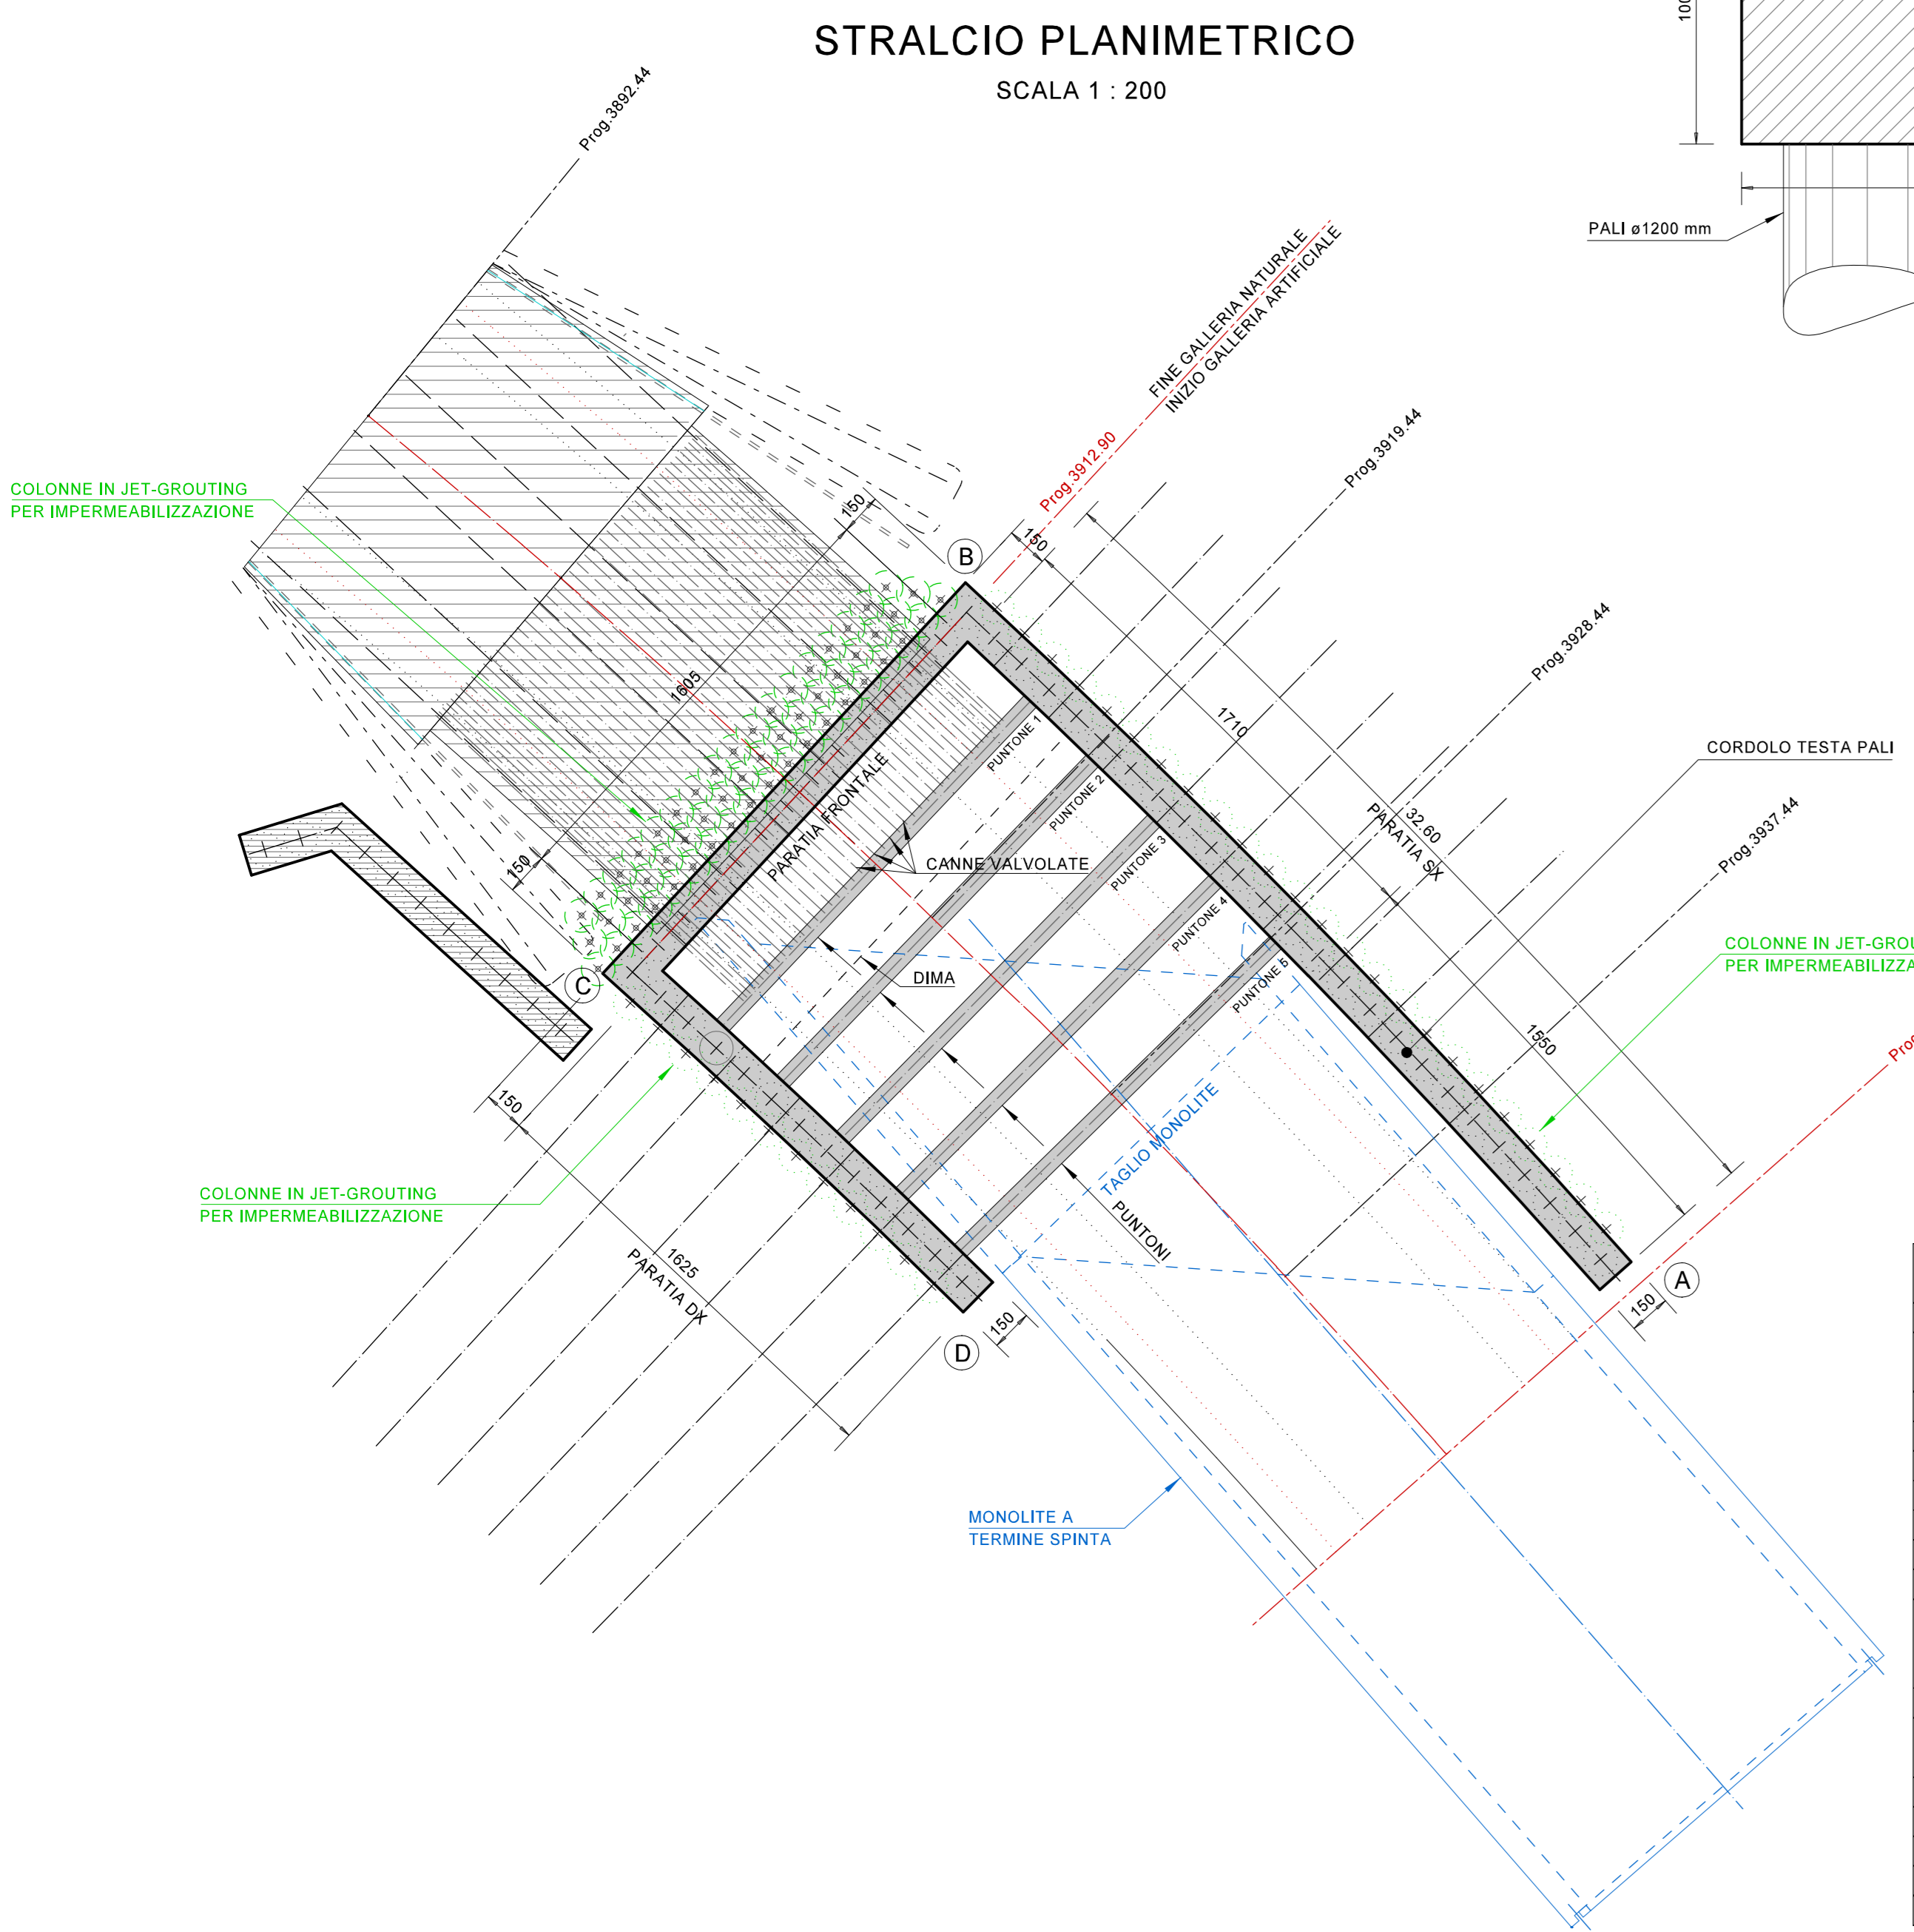 STRALCIO PLANIMETRICO
SCALA 1 : 200
100
PALI ø1200 mm
Prog.3892.44
FINE GALLERIA NATURALE
INIZIO GALLERIA ARTIFICIALE
Prog.3912.90
Prog.3919.44
Prog.3928.44
Prog.3937.44
COLONNE IN JET-GROUTING
PER IMPERMEABILIZZAZIONE
150
150
B
1605
1710
32.60
PARATIA SX
CORDOLO TESTA PALI
PUNTONE 1
PUNTONE 2
PUNTONE 3
PUNTONE 4
PUNTONE 5
PARATIA FRONTALE
CANNE VALVOLATE
150
C
DIMA
COLONNE IN JET-GROU
PER IMPERMEABILIZZA
1550
Prog
150
TAGLIO MONOLITE
PUNTONI
COLONNE IN JET-GROUTING
PER IMPERMEABILIZZAZIONE
1625
PARATIA DX
150
D
150
A
MONOLITE A
TERMINE SPINTA